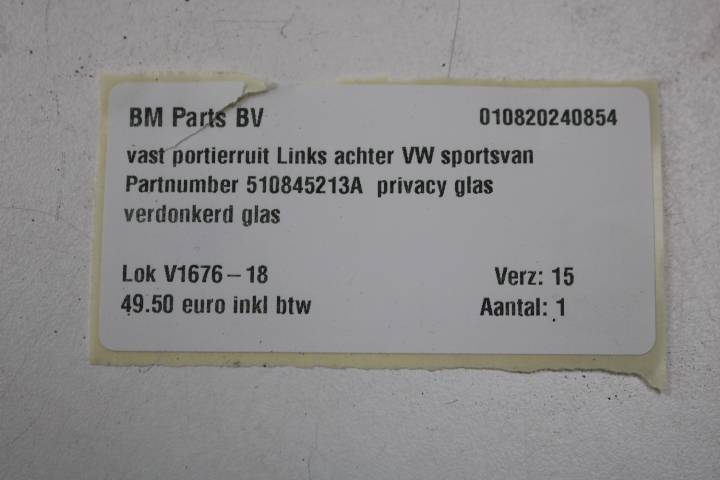 BM Parts BV 010820240854
vast portierruit Links achter VW sportsvan
Partnumber 510845213A privacy glas
verdonkerd glas
Lok V1676-18 Verz: 15
49.50 euro inkl btw Aantal: 1